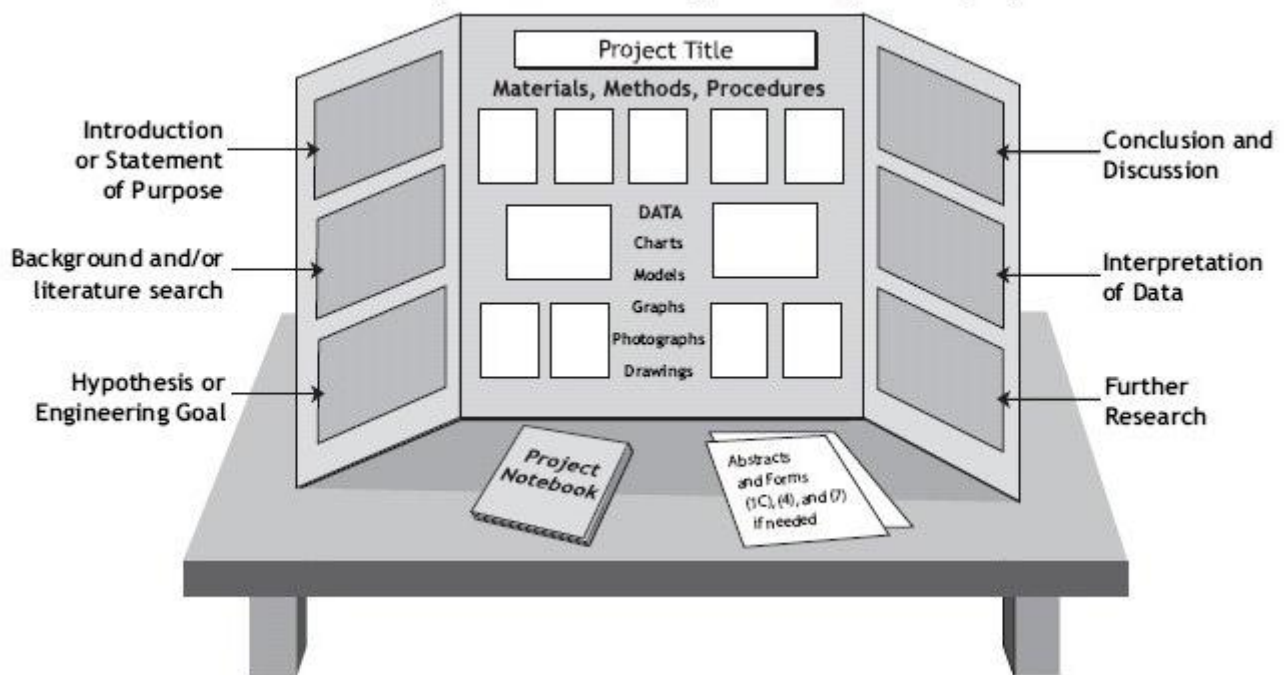 Project Title
Materials, Methods, Procedures
Introduction
or Statement
of Purpose
Background and/or
literature search
Hypothesis or
Engineering Goal
DATA
Charts
Models
Graphs
Photographs
Drawings
Conclusion and
Discussion
Interpretation
of Data
Further
Research
Project
Notebook
Abstracts
and Forms
(1C), (4), and (7)
if needed